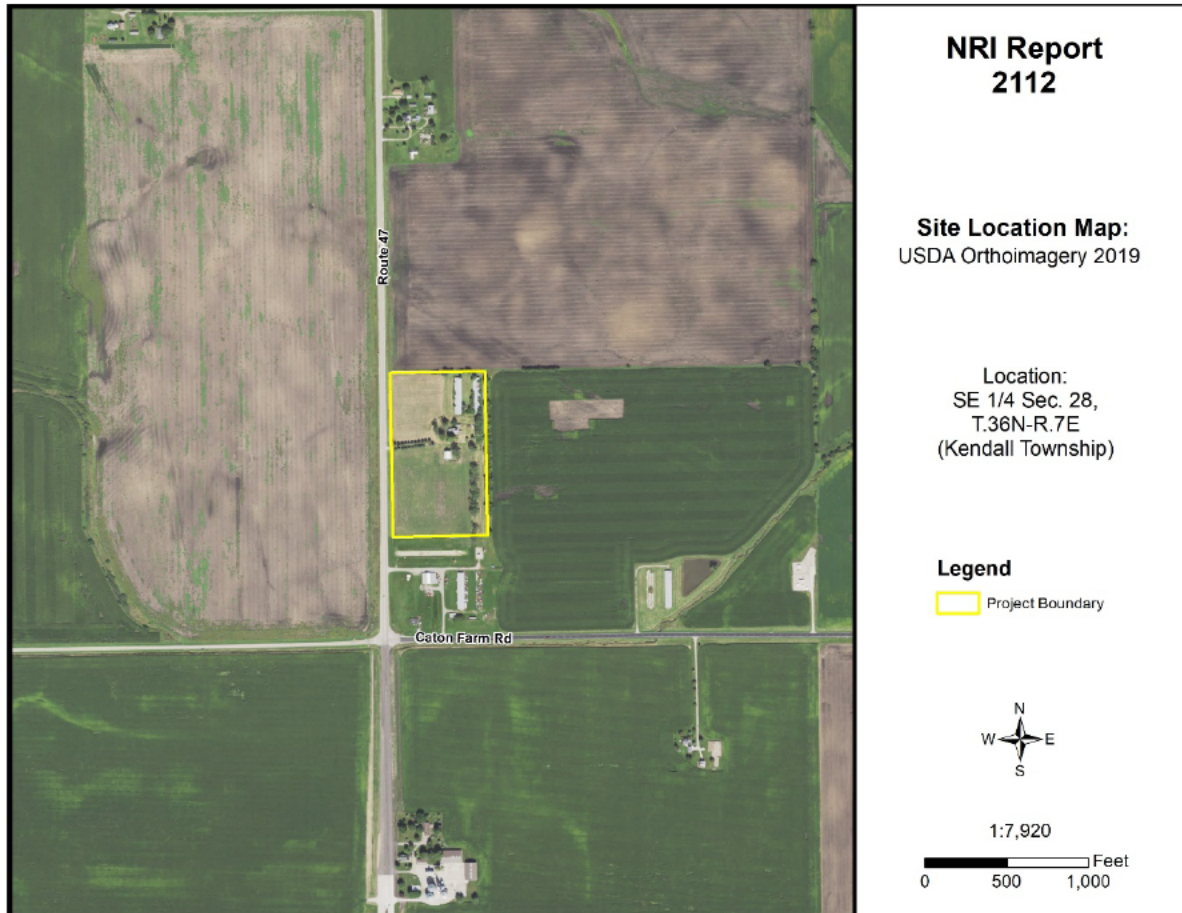 NRI Report
2112
Site Location Map:
USDA Orthoimagery 2019
Location:
SE 1/4 Sec. 28,
T.36N-R.7E
(Kendall Township)
Legend
Project Boundary
N
W E
S
1:7,920
Feet
0 500 1,000
Route 47
Caton Farm Rd